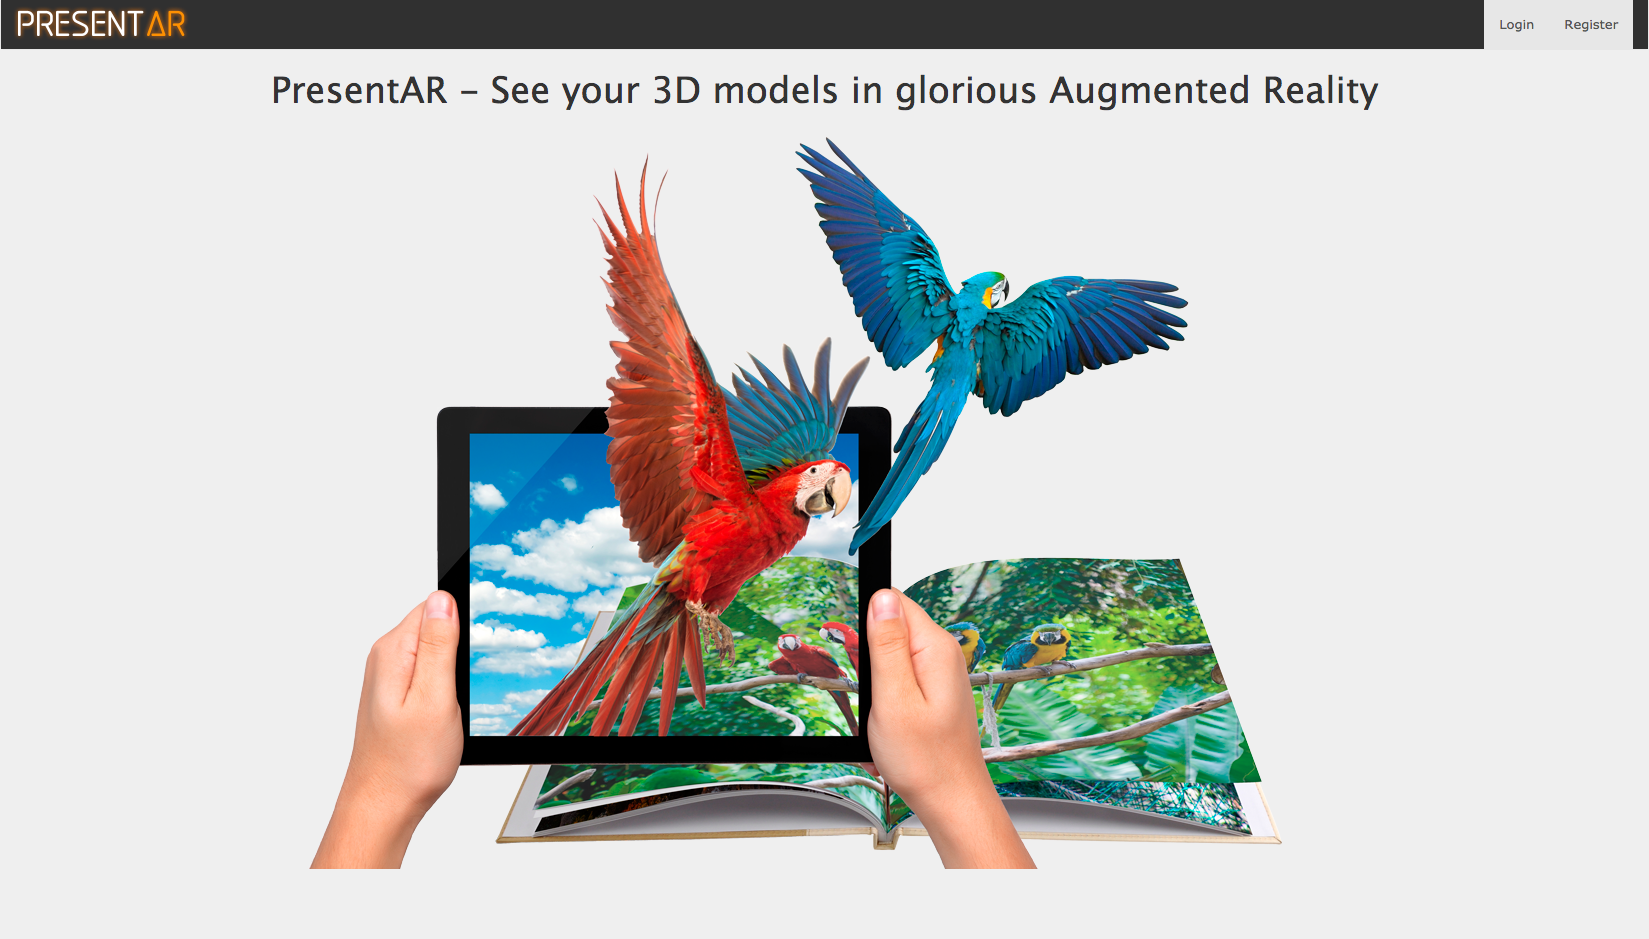 PRESENTAR
Login Register
PresentAR – See your 3D models in glorious Augmented Reality